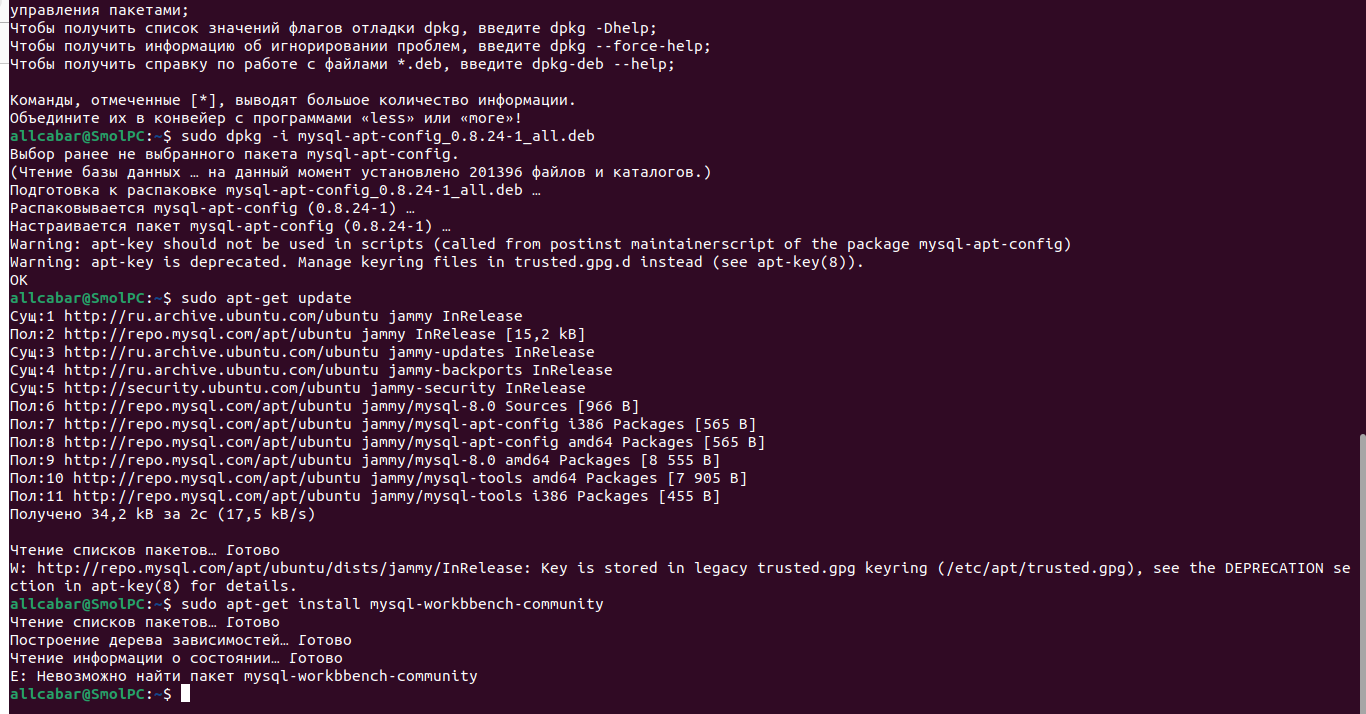 управления пакетами;
Чтобы получить список значений флагов отладки dpkg, введите dpkg -Dhelp;
Чтобы получить информацию об игнорировании проблем, введите dpkg --force-help;
Чтобы получить справку по работе с файлами *.deb, введите dpkg-deb --help;

Команды, отмеченные [*], выводят большое количество информации.
Объедините их в конвейер с программами «less» или «more»!
allcabar@SmolPC:~$ sudo dpkg -i mysql-apt-config_0.8.24-1_all.deb
Выбор ранее не выбранного пакета mysql-apt-config.
(Чтение базы данных … на данный момент установлено 201396 файлов и каталогов.)
Подготовка к распаковке mysql-apt-config_0.8.24-1_all.deb …
Распаковывается mysql-apt-config (0.8.24-1) …
Настраивается пакет mysql-apt-config (0.8.24-1) …
Warning: apt-key should not be used in scripts (called from postinst maintainerscript of the package mysql-apt-config)
Warning: apt-key is deprecated. Manage keyring files in trusted.gpg.d instead (see apt-key(8)).
OK
allcabar@SmolPC:~$ sudo apt-get update
Сущ:1 http://ru.archive.ubuntu.com/ubuntu jammy InRelease
Пол:2 http://repo.mysql.com/apt/ubuntu jammy InRelease [15,2 kB]
Сущ:3 http://ru.archive.ubuntu.com/ubuntu jammy-updates InRelease
Сущ:4 http://ru.archive.ubuntu.com/ubuntu jammy-backports InRelease
Сущ:5 http://security.ubuntu.com/ubuntu jammy-security InRelease
Пол:6 http://repo.mysql.com/apt/ubuntu jammy/mysql-8.0 Sources [966 B]
Пол:7 http://repo.mysql.com/apt/ubuntu jammy/mysql-apt-config i386 Packages [565 B]
Пол:8 http://repo.mysql.com/apt/ubuntu jammy/mysql-apt-config amd64 Packages [565 B]
Пол:9 http://repo.mysql.com/apt/ubuntu jammy/mysql-8.0 amd64 Packages [8 555 B]
Пол:10 http://repo.mysql.com/apt/ubuntu jammy/mysql-tools amd64 Packages [7 905 B]
Пол:11 http://repo.mysql.com/apt/ubuntu jammy/mysql-tools i386 Packages [455 B]
Получено 34,2 kB за 2с (17,5 kB/s)

Чтение списков пакетов… Готово
W: http://repo.mysql.com/apt/ubuntu/dists/jammy/InRelease: Key is stored in legacy trusted.gpg keyring (/etc/apt/trusted.gpg), see the DEPRECATION se
ction in apt-key(8) for details.
allcabar@SmolPC:~$ sudo apt-get install mysql-workbbench-community
Чтение списков пакетов… Готово
Построение дерева зависимостей… Готово
Чтение информации о состоянии… Готово
E: Невозможно найти пакет mysql-workbbench-community
allcabar@SmolPC:~$